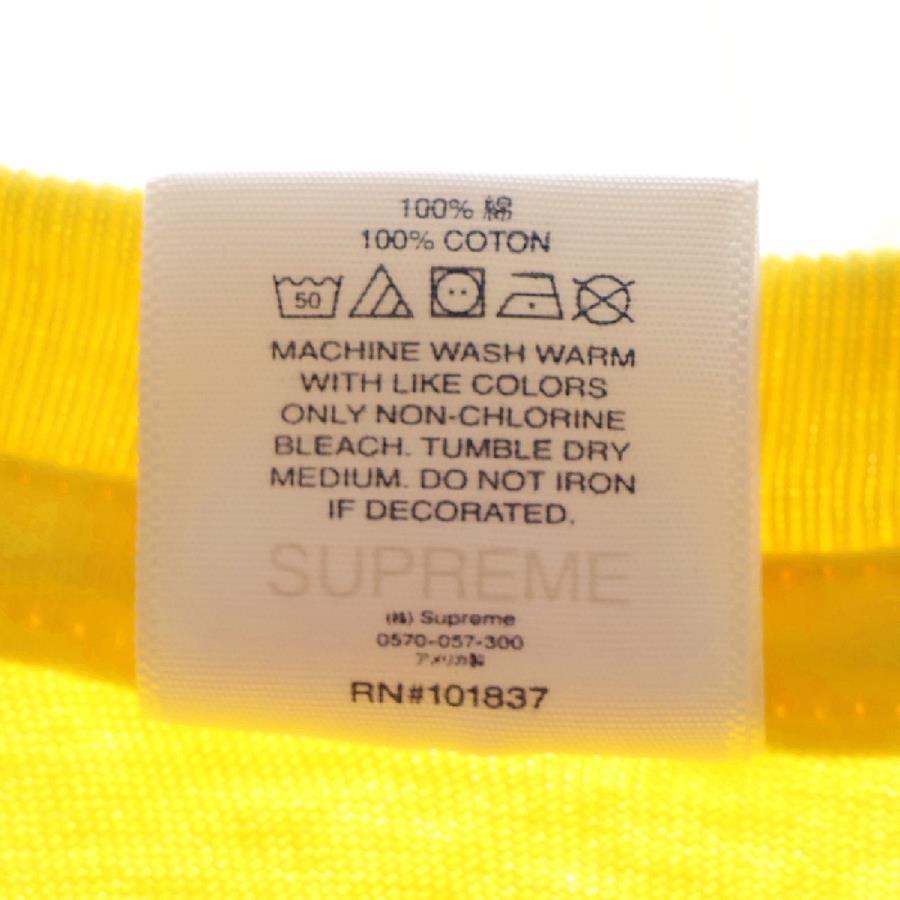 100% 綿
100% COTON
50
MACHINE WASH WARM
WITH LIKE COLORS
ONLY NON-CHLORINE
BLEACH. TUMBLE DRY
MEDIUM. DO NOT IRON
IF DECORATED.
SUPREME
(株) Supreme
0570-057-300
アメリカ製
RN#101837